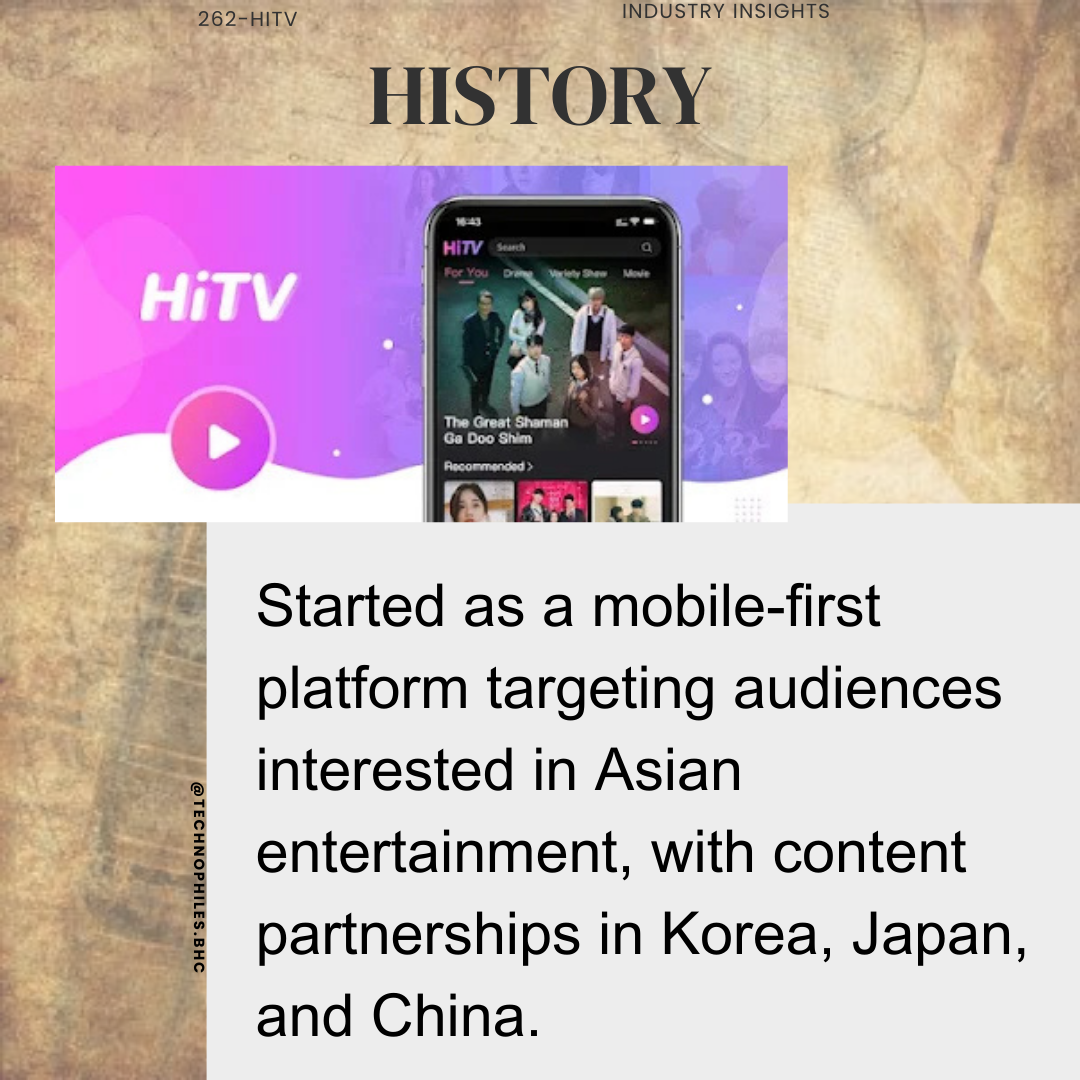 262-HITV
INDUSTRY INSIGHTS
HISTORY
HiTV
16:43
HiTV Search
For You Drama Variety Show Movie
The Great Shaman
Ga Doo Shim
Recommended >
Started as a mobile-first
platform targeting audiences
interested in Asian
entertainment, with content
partnerships in Korea, Japan,
and China.
@TECHNOPHILES.BHC